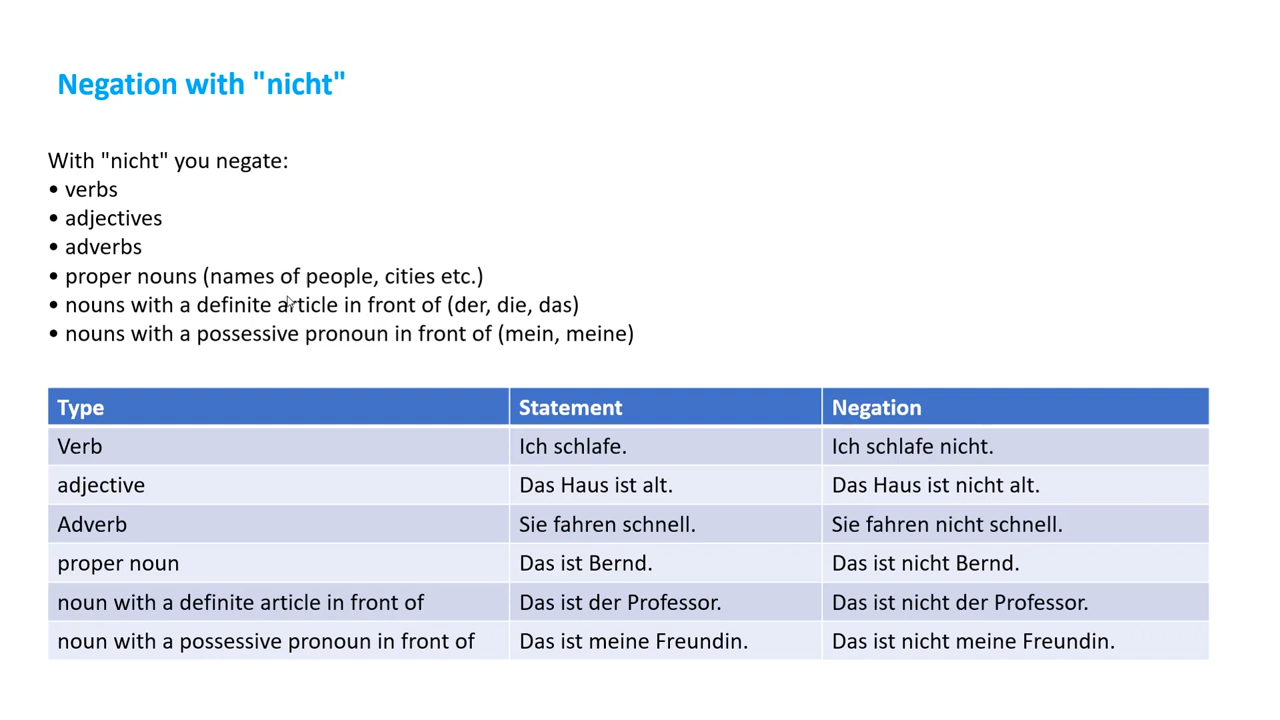 Negation with "nicht"
With "nicht" you negate:
• verbs
• adjectives
• adverbs
• proper nouns (names of people, cities etc.)
• nouns with a definite article in front of (der, die, das)
• nouns with a possessive pronoun in front of (mein, meine)
Type Statement Negation
Verb Ich schlafe. Ich schlafe nicht.
adjective Das Haus ist alt. Das Haus ist nicht alt.
Adverb Sie fahren schnell. Sie fahren nicht schnell.
proper noun Das ist Bernd. Das ist nicht Bernd.
noun with a definite article in front of Das ist der Professor. Das ist nicht der Professor.
noun with a possessive pronoun in front of Das ist meine Freundin. Das ist nicht meine Freundin.